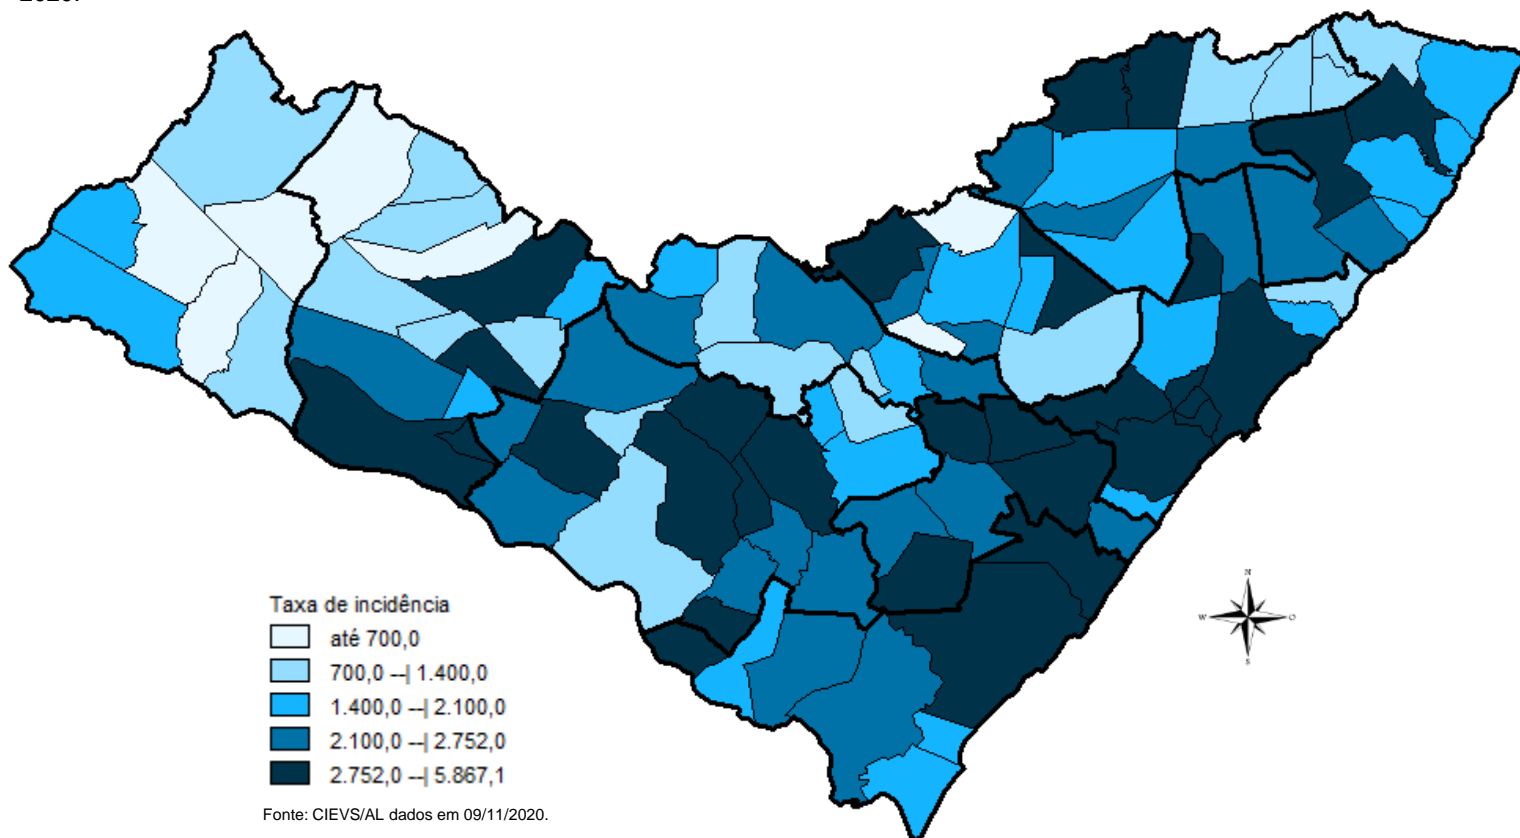 2020.
N
W
O
S
Taxa de incidência
até 700,0
700,0 --| 1.400,0
1.400,0 --| 2.100,0
2.100,0 --| 2.752,0
2.752,0 --| 5.867,1
Fonte: CIEVS/AL dados em 09/11/2020.